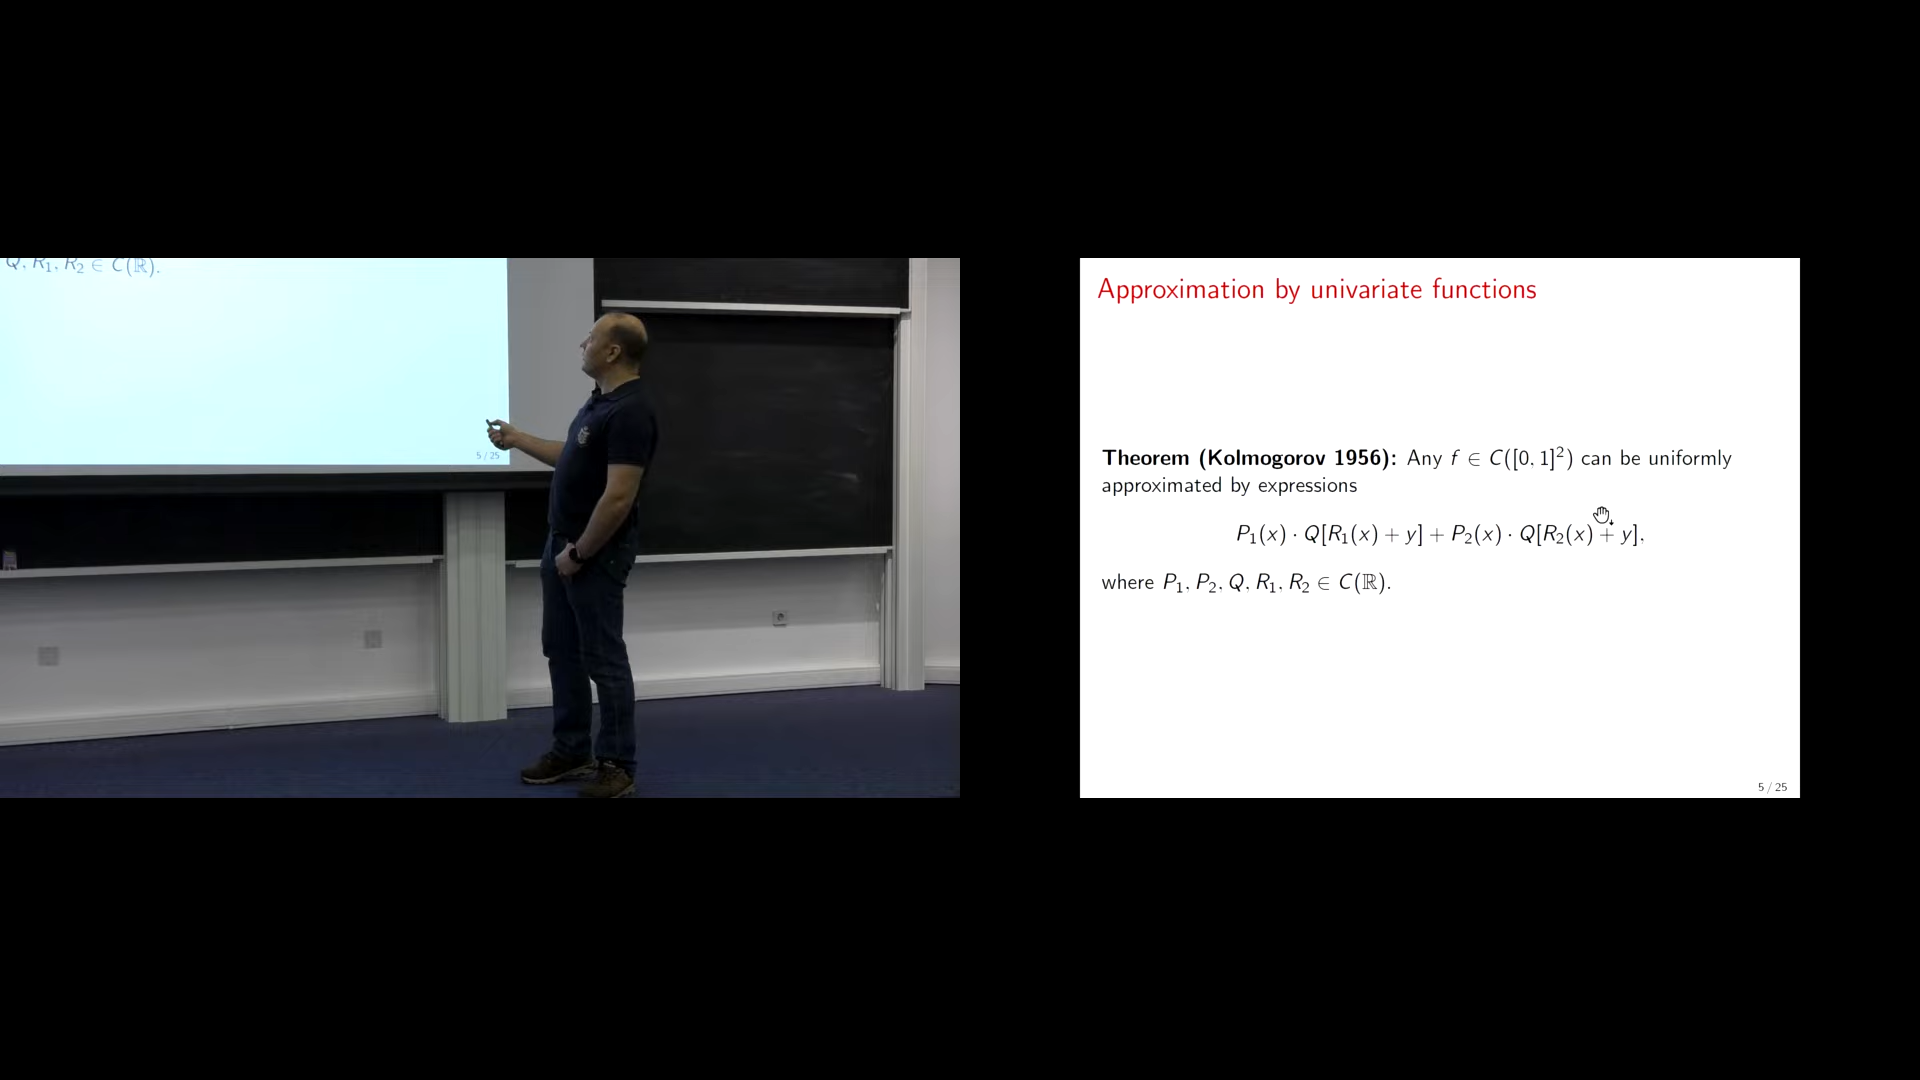 Q, R₁, R₂ ∈ C(ℝ).
5 / 25
Approximation by univariate functions
Theorem (Kolmogorov 1956): Any f ∈ C([0, 1]²) can be uniformly
approximated by expressions
P₁(x) · Q[R₁(x) + y] + P₂(x) · Q[R₂(x) + y],
where P₁, P₂, Q, R₁, R₂ ∈ C(ℝ).
5 / 25